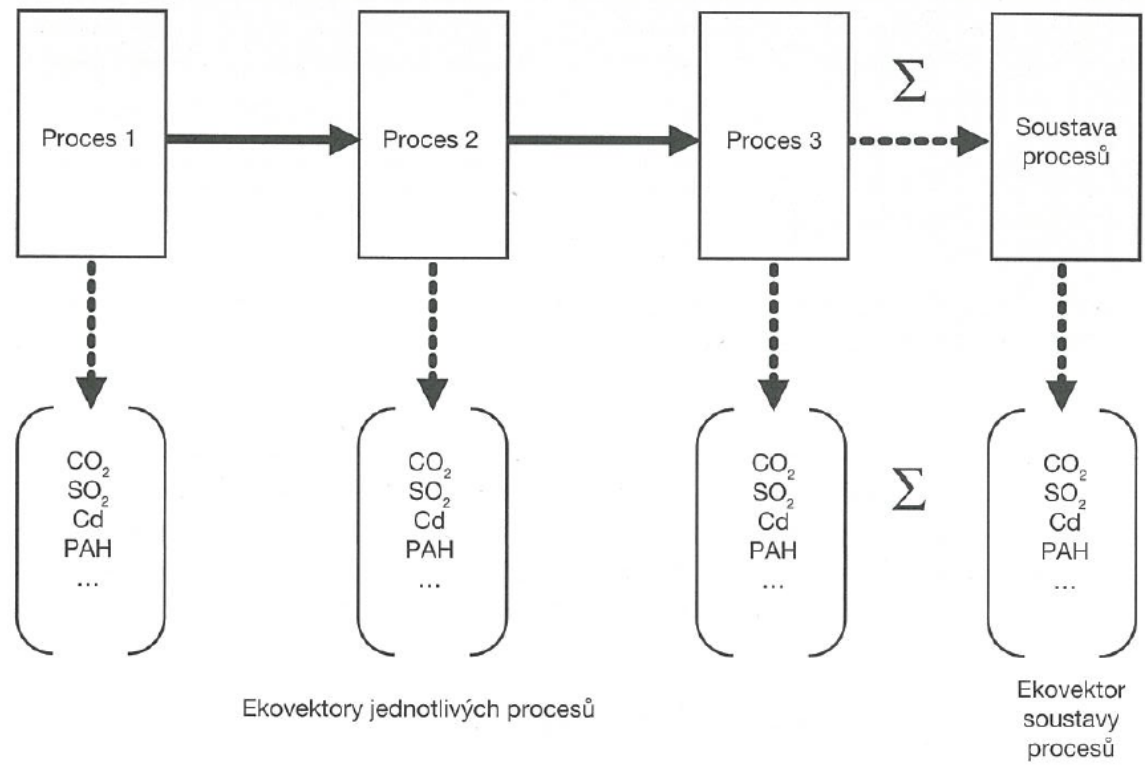 Proces 1
Proces 2
Proces 3
Σ
Soustava
procesů
CO₂
SO₂
Cd
PAH
...
CO₂
SO₂
Cd
PAH
...
CO₂
SO₂
Cd
PAH
...
Σ
CO₂
SO₂
Cd
PAH
...
Ekovektory jednotlivých procesů
Ekovektor
soustavy
procesů